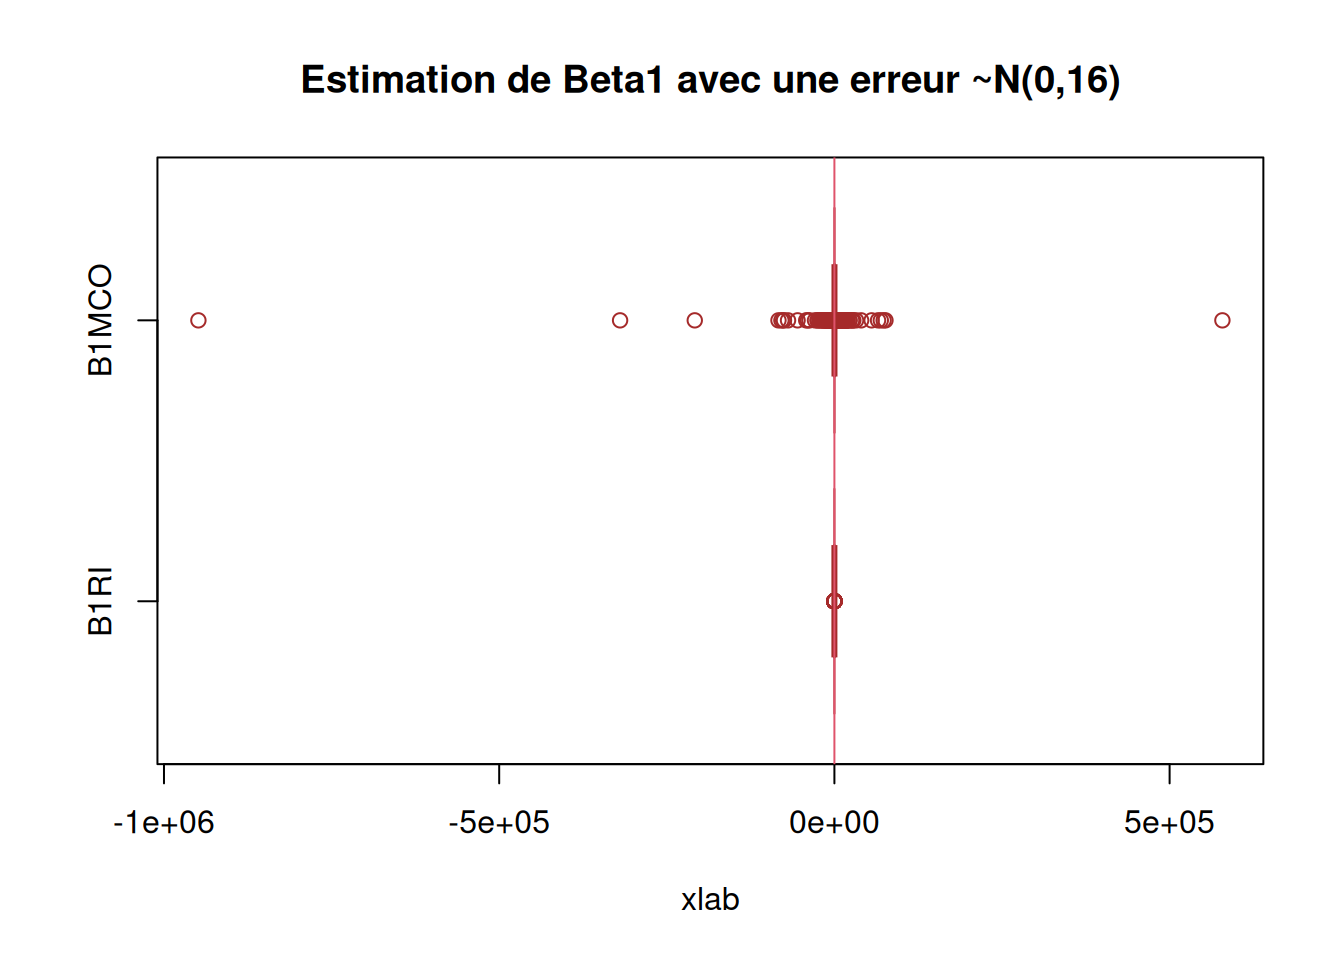 Estimation de Beta1 avec une erreur ~N(0,16)
B1MCO
B1RI
-1e+06 -5e+05 0e+00 5e+05
xlab